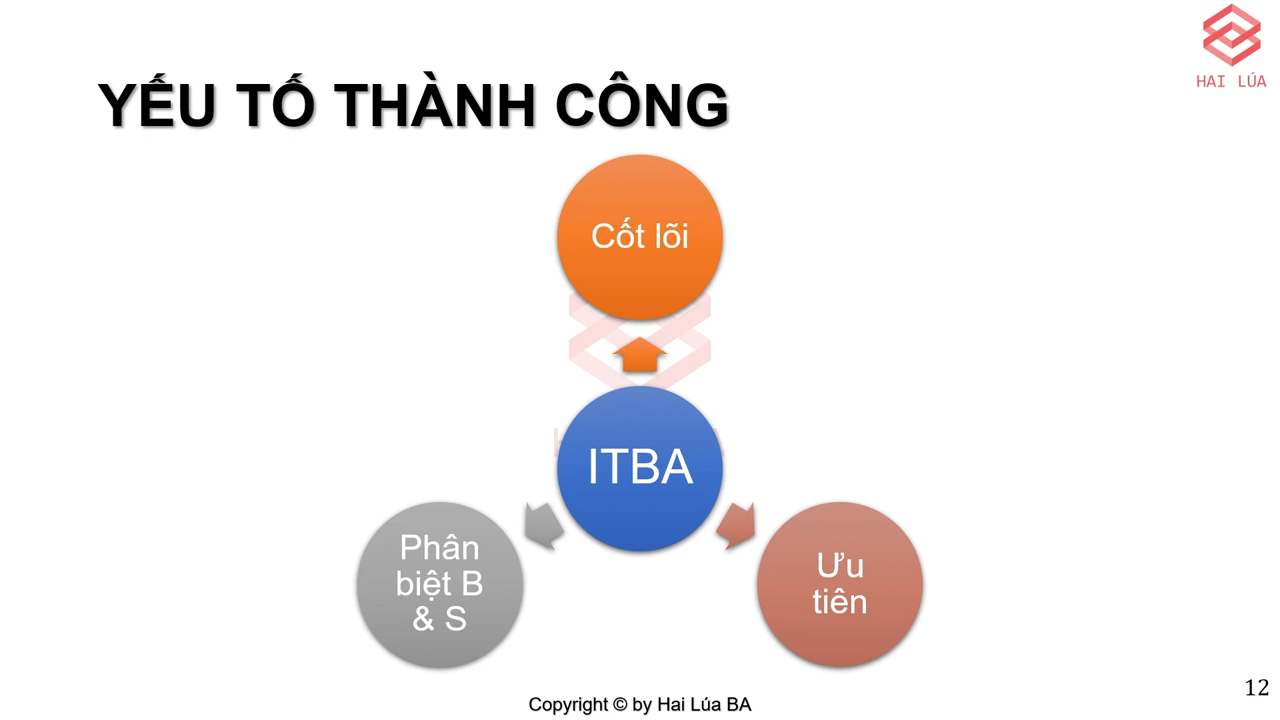 HAI LÚA
YẾU TỐ THÀNH CÔNG
Cốt lõi
ITBA
Phân
biệt B
& S
Ưu
tiên
12
Copyright © by Hai Lúa BA